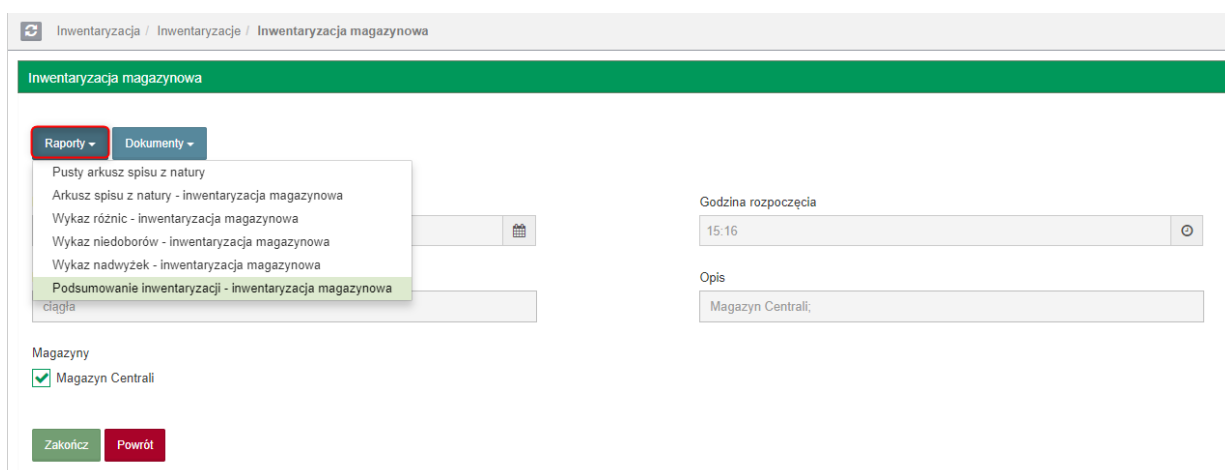 Inwentaryzacja / Inwentaryzacje / Inwentaryzacja magazynowa
Inwentaryzacja magazynowa
Raporty Dokumenty
Pusty arkusz spisu z natury
Arkusz spisu z natury - inwentaryzacja magazynowa
Wykaz różnic - inwentaryzacja magazynowa
Wykaz niedoborów - inwentaryzacja magazynowa
Wykaz nadwyżek - inwentaryzacja magazynowa
Podsumowanie inwentaryzacji - inwentaryzacja magazynowa
Godzina rozpoczęcia
15:16
Opis
ciągła
Magazyn Centrali;
Magazyny
Magazyn Centrali
Zakończ Powrót